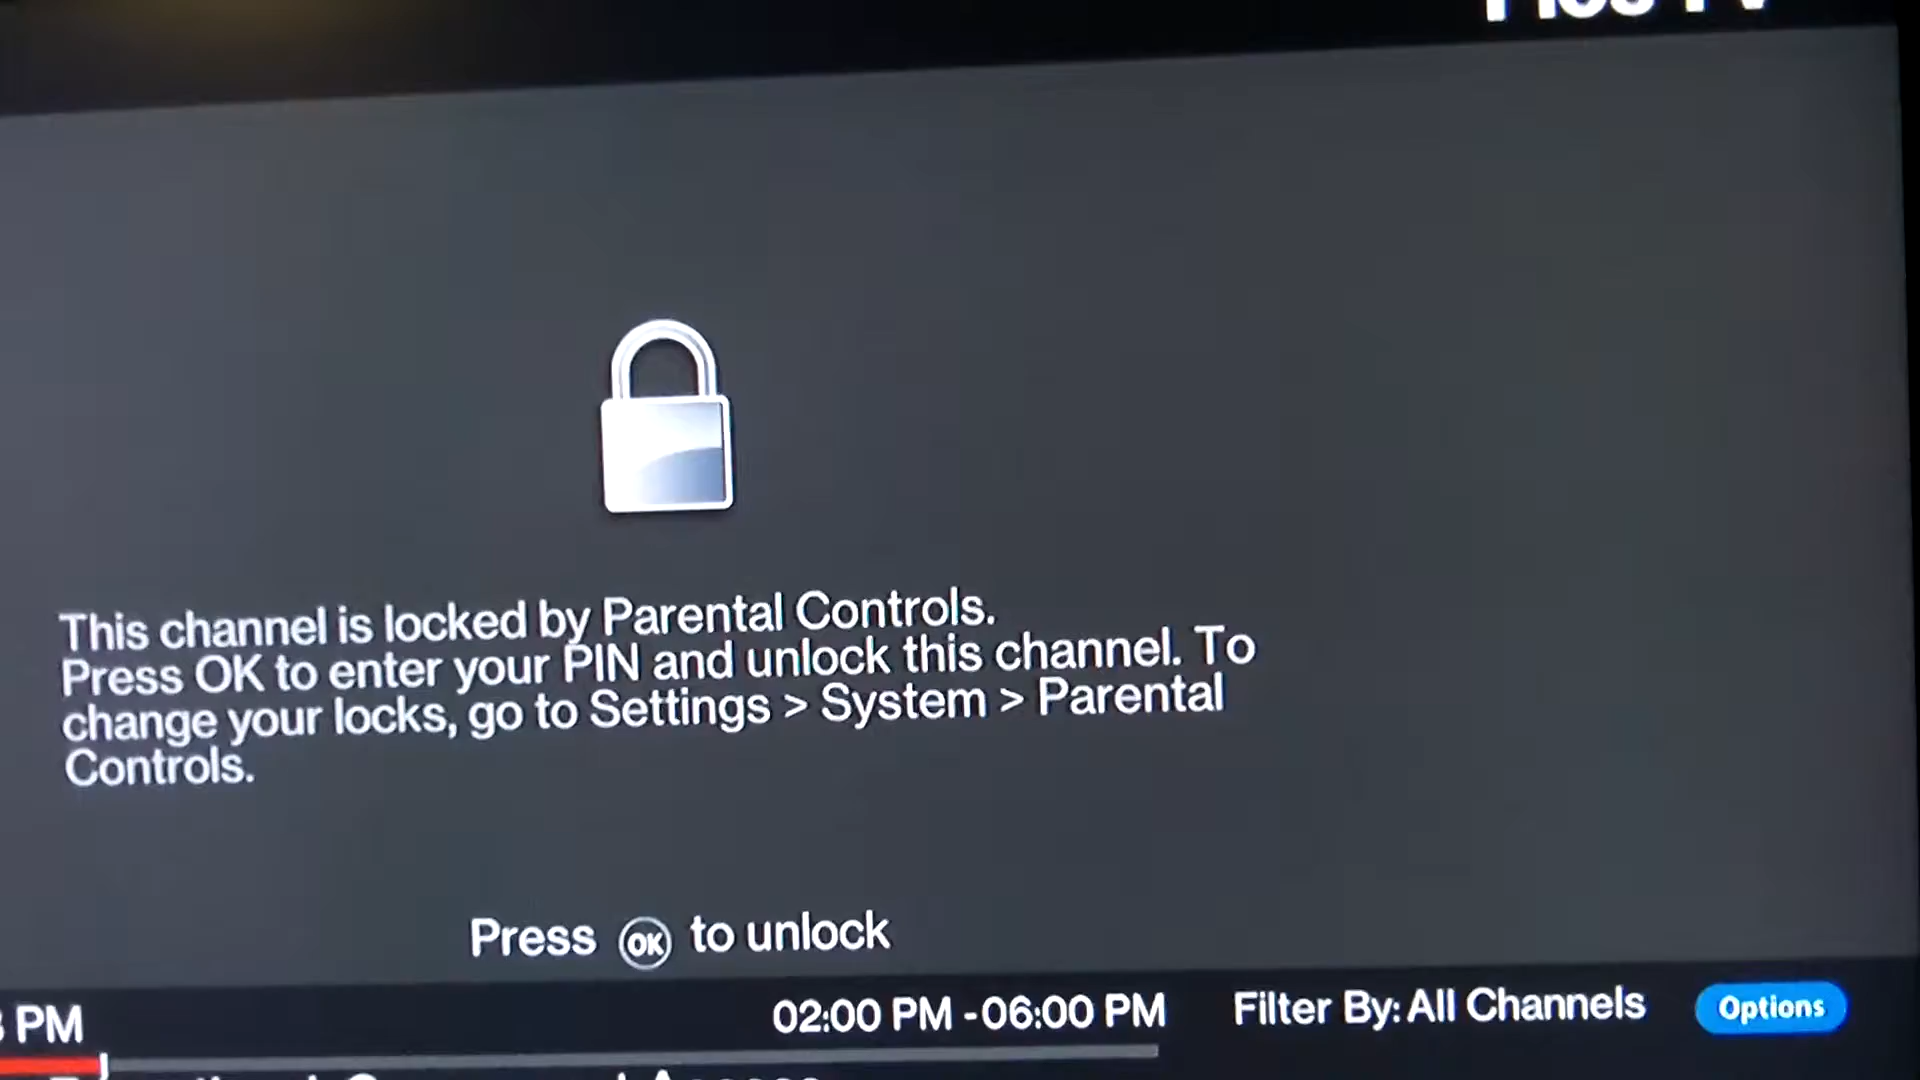 This channel is locked by Parental Controls.
Press OK to enter your PIN and unlock this channel. To
change your locks, go to Settings > System > Parental
Controls.
Press OK to unlock
PM
02:00 PM - 06:00 PM
Filter By: All Channels
Options